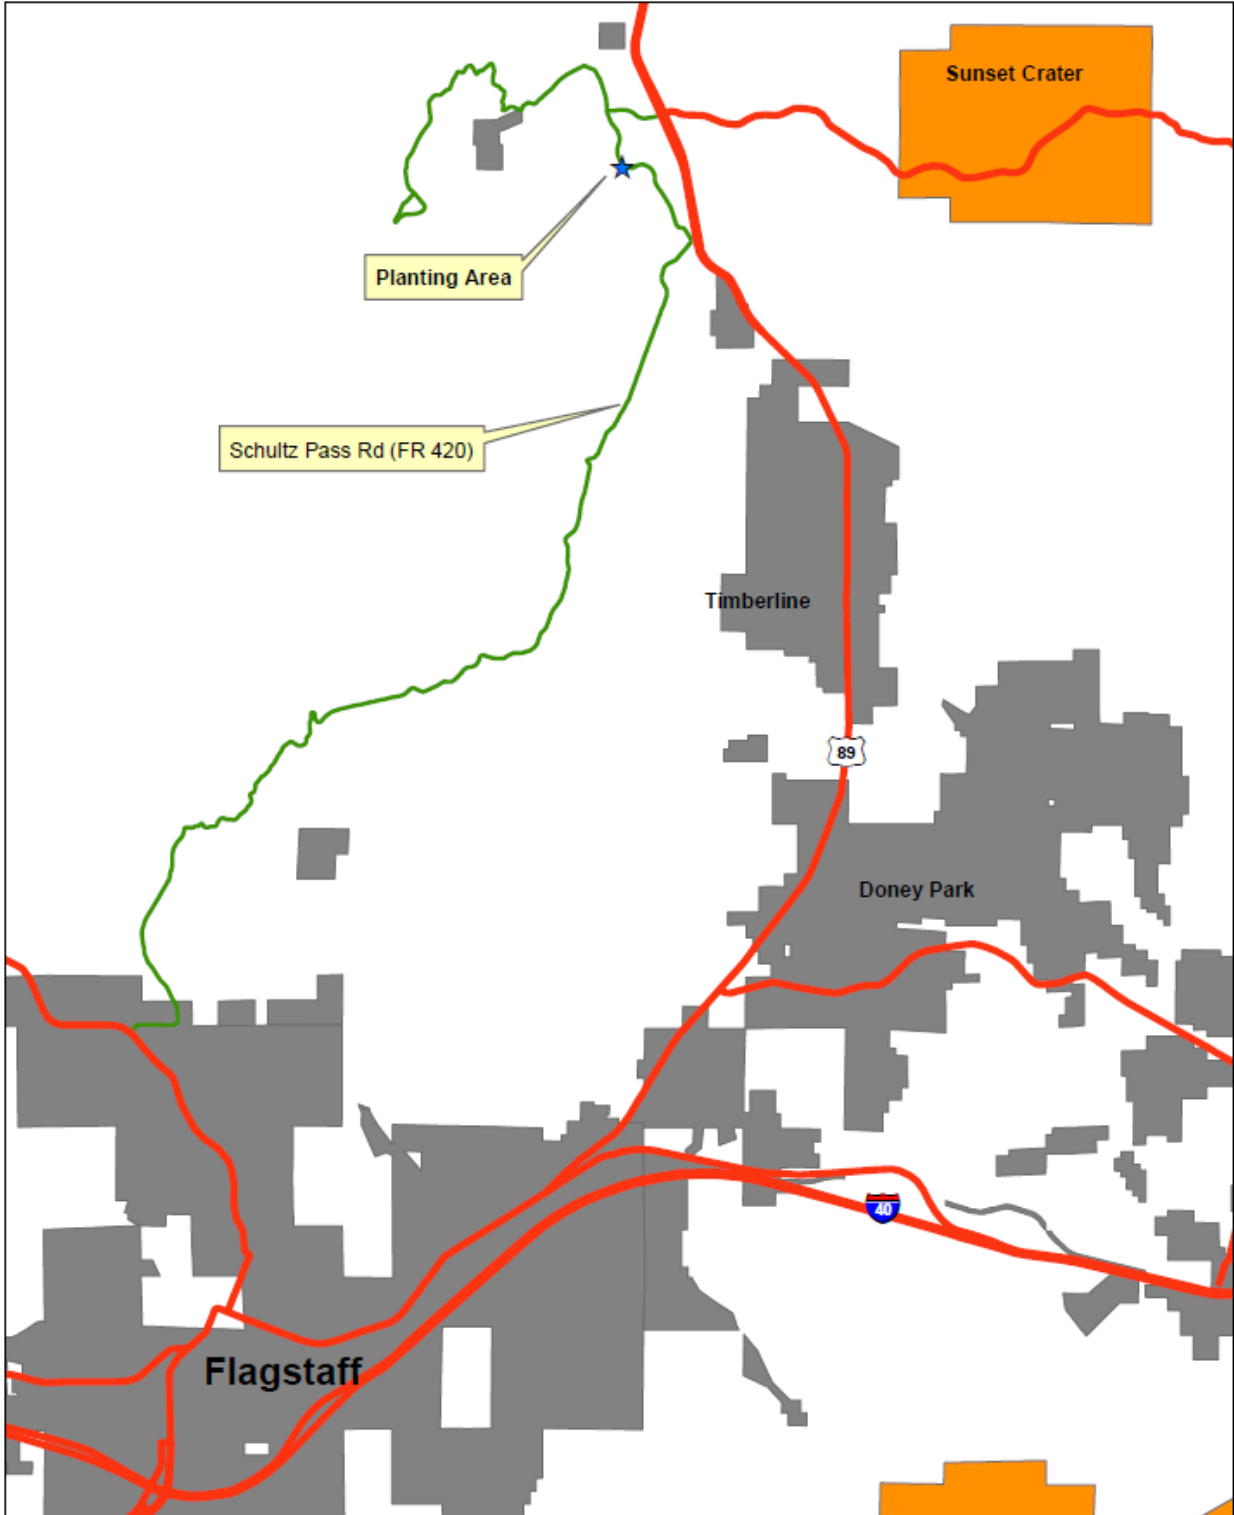 Sunset Crater
Planting Area
Schultz Pass Rd (FR 420)
Timberline
89
Doney Park
40
Flagstaff